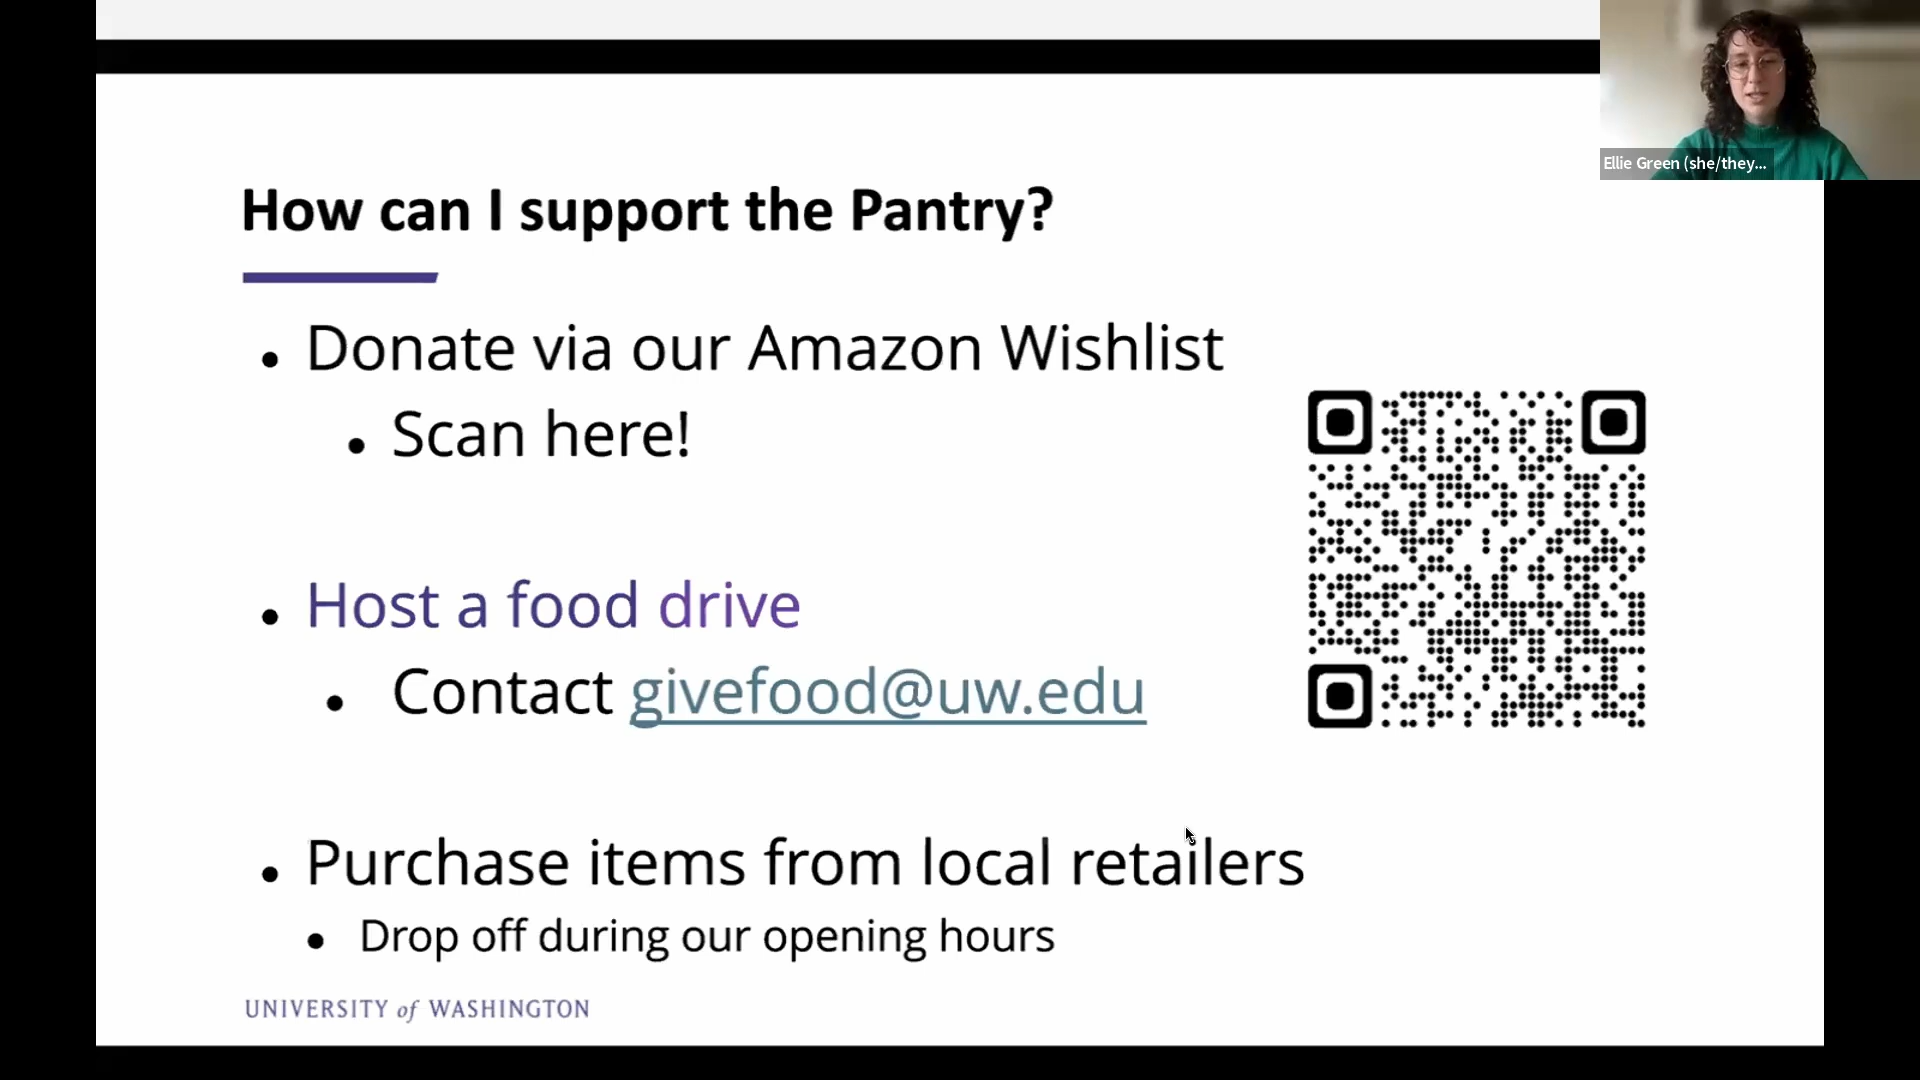 Ellie Green (she/they...
How can I support the Pantry?
• Donate via our Amazon Wishlist
• Scan here!
• Host a food drive
• Contact givefood@uw.edu
• Purchase items from local retailers
• Drop off during our opening hours
UNIVERSITY of WASHINGTON